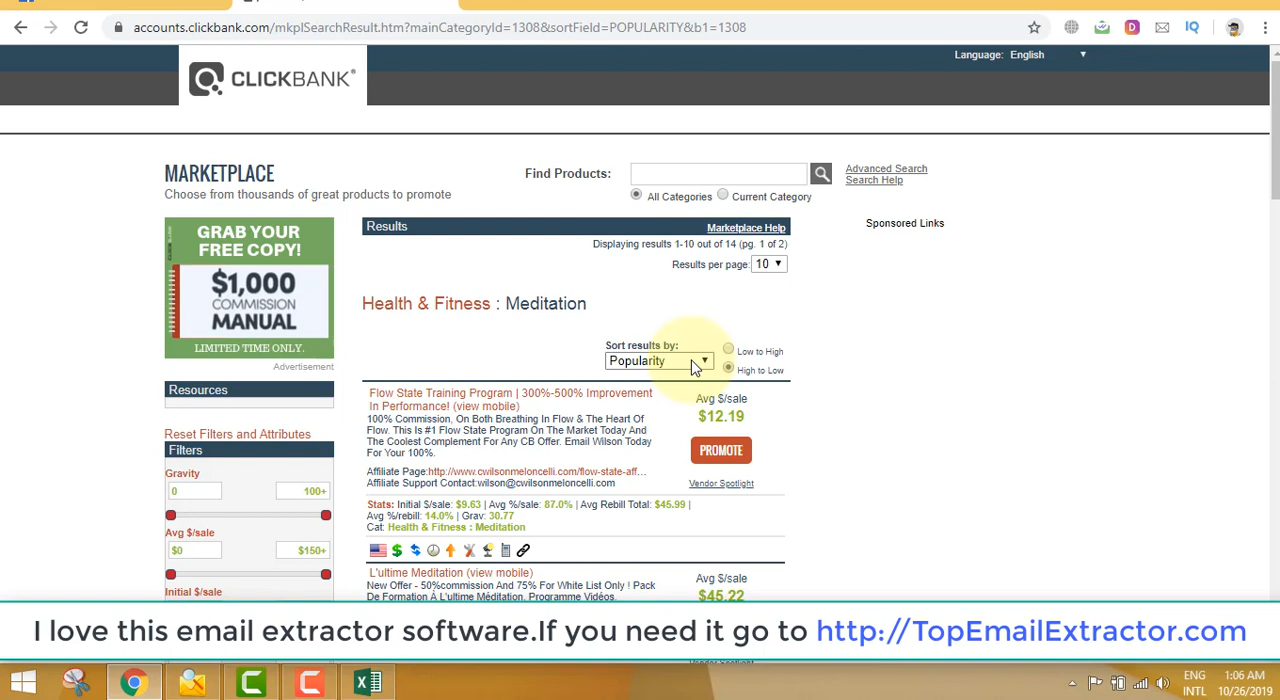 accounts.clickbank.com/mkplSearchResult.htm?mainCategoryId=1308&sortField=POPULARITY&b1=1308
Language: English
CLICKBANK®
MARKETPLACE
Choose from thousands of great products to promote
Find Products:
All Categories
Current Category
Advanced Search
Search Help
GRAB YOUR
FREE COPY!
$1,000
COMMISSION
MANUAL
LIMITED TIME ONLY.
Advertisement
Resources
Reset Filters and Attributes
Filters
Gravity
0
100+
Avg $/sale
$0
$150+
Initial $/sale
Results
Marketplace Help
Displaying results 1-10 out of 14 (pg. 1 of 2)
Results per page: 10
Health & Fitness : Meditation
Sort results by:
Popularity
Low to High
High to Low
Flow State Training Program | 300%-500% Improvement
In Performance! (view mobile)
100% Commission, On Both Breathing In Flow & The Heart Of
Flow. This Is #1 Flow State Program On The Market Today And
The Coolest Complement For Any CB Offer. Email Wilson Today
For Your 100%.
Affiliate Page:http://www.cwilsonmeloncelli.com/flow-state-aff...
Affiliate Support Contact:wilson@cwilsonmeloncelli.com
Avg $/sale
$12.19
PROMOTE
Vendor Spotlight
Stats: Initial $/sale: $9.63 | Avg %/sale: 87.0% | Avg Rebill Total: $45.99 |
Avg %/rebill: 14.0% | Grav: 30.77
Cat: Health & Fitness : Meditation
L'ultime Meditation (view mobile)
New Offer - 50%commission And 75% For White List Only ! Pack
De Formation À L'ultime Méditation. Programme Vidéos.
Avg $/sale
$45.22
Sponsored Links
I love this email extractor software.If you need it go to http://TopEmailExtractor.com
ENG
INTL
1:06 AM
10/26/2019